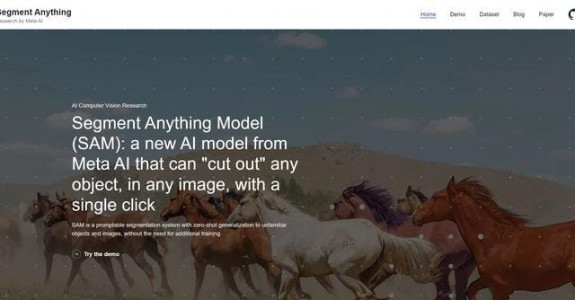 Segment Anything
Research by Meta AI
Home Demo Dataset Blog Paper
AI Computer Vision Research
Segment Anything Model
(SAM): a new AI model from
Meta AI that can "cut out" any
object, in any image, with a
single click
SAM is a promptable segmentation system with zero-shot generalization to unfamiliar
objects and images, without the need for additional training.
Try the demo